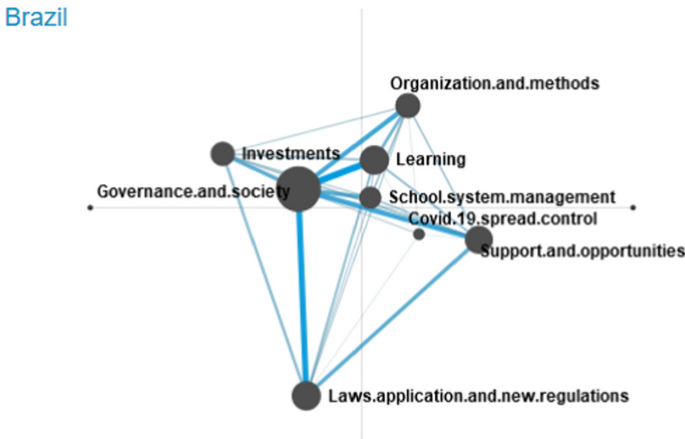 Brazil
Organization.and.methods
Investments
Learning
Governance.and.society
School.system.management
Covid.19.spread.control
Support.and.opportunities
Laws.application.and.new.regulations